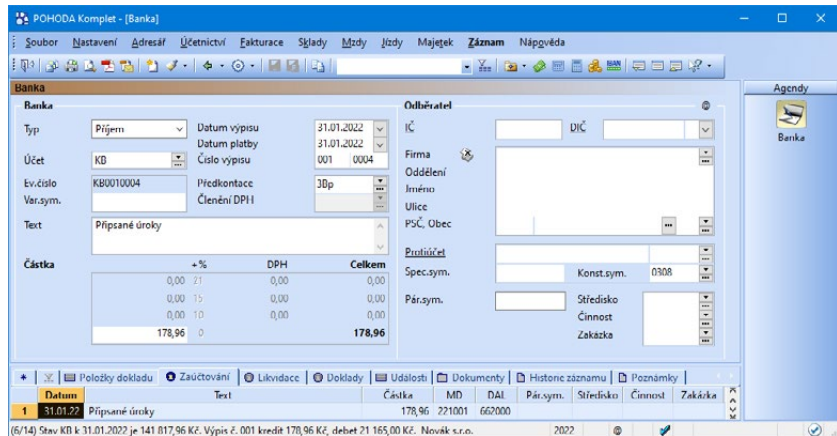 POHODA Komplet - [Banka]
Soubor Nastavení Adresář Účetnictví Fakturace Sklady Mzdy Jízdy Majetek Záznam Nápověda
Banka
Agendy
Banka
Banka
Typ Příjem
Datum výpisu 31.01.2022
Datum platby 31.01.2022
Účet KB
Číslo výpisu 001 0004
Ev.číslo KB0010004
Předkontace 3Bp
Var.sym.
Členění DPH
Text Připsané úroky
Částka +% DPH Celkem
0,00 21 0,00 0,00
0,00 15 0,00 0,00
0,00 10 0,00 0,00
178,96 0 178,96
Odběratel
IČ DIČ
Firma
Oddělení
Jméno
Ulice
PSČ, Obec
Protiúčet
Spec.sym. Konst.sym. 0308
Pár.sym. Středisko
Činnost
Zakázka
Položky dokladu Zaúčtování Likvidace Doklady Události Dokumenty Historie záznamu Poznámky
Datum Text Částka MD DAL Pár.sym. Středisko Činnost Zakázka
1 31.01.22 Připsané úroky 178,96 221001 662000
(6/14) Stav KB k 31.01.2022 je 141 817,96 Kč. Výpis č. 001 kredit 178,96 Kč, debet 21 165,00 Kč. Novák s.r.o. 2022 @